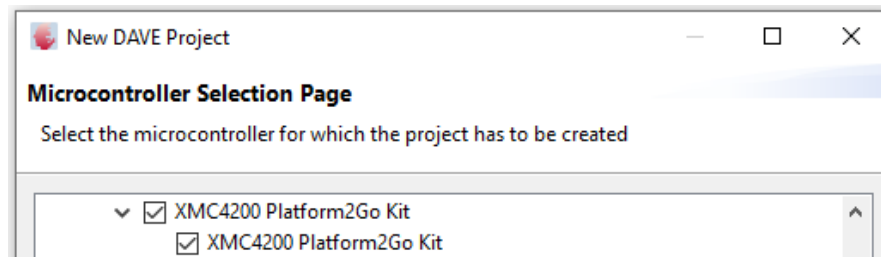 New DAVE Project
Microcontroller Selection Page
Select the microcontroller for which the project has to be created
XMC4200 Platform2Go Kit
XMC4200 Platform2Go Kit